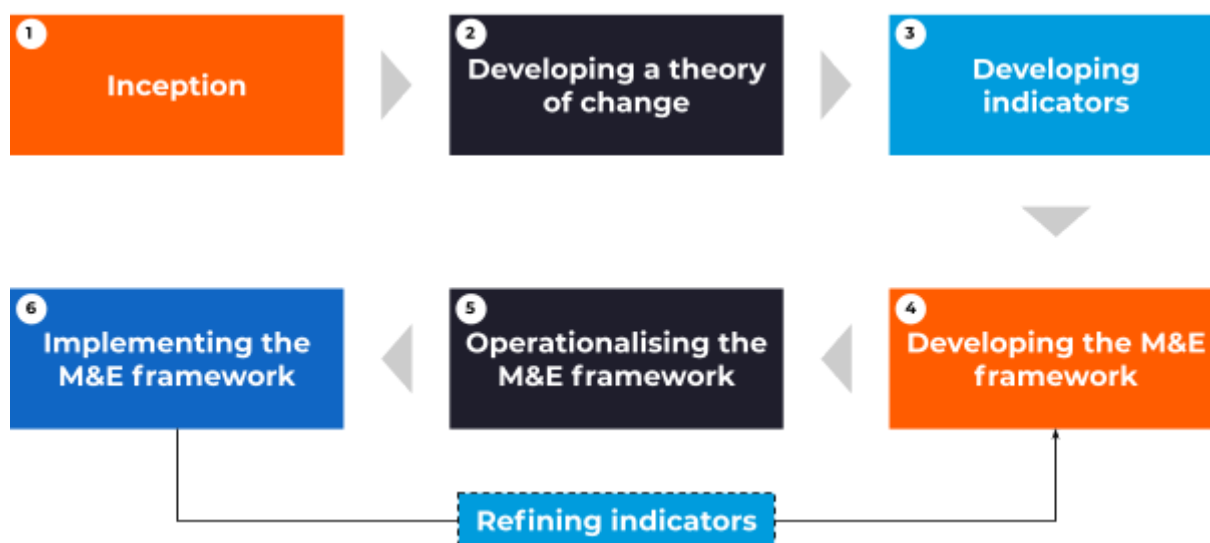 1
Inception
2
Developing a theory
of change
3
Developing
indicators
4
Developing the M&E
framework
5
Operationalising the
M&E framework
6
Implementing the
M&E framework
Refining indicators